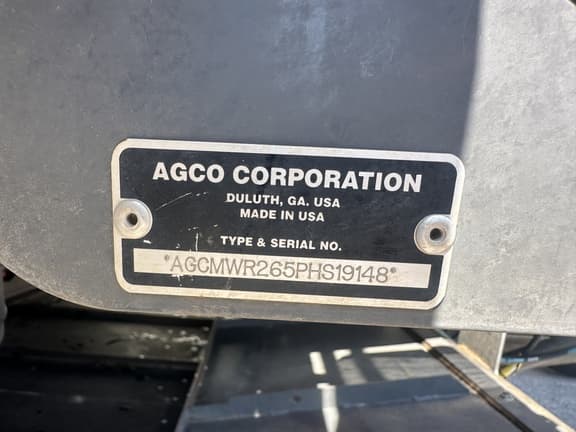 AGCO CORPORATION
DULUTH, GA. USA
MADE IN USA
TYPE & SERIAL NO.
*AGCMWR265PHS19148*